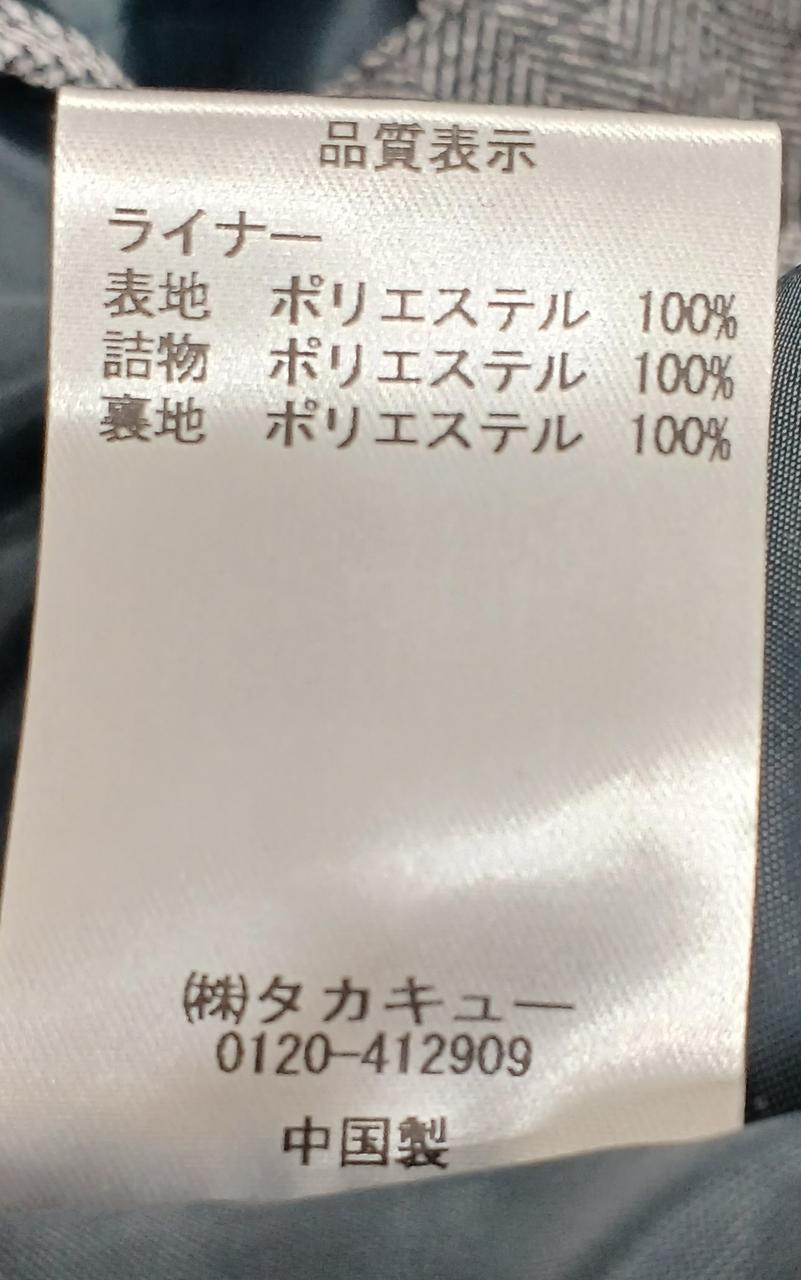 品質表示
ライナー
表地 ポリエステル 100%
詰物 ポリエステル 100%
裏地 ポリエステル 100%
㈱タカキュー
0120-412909
中国製